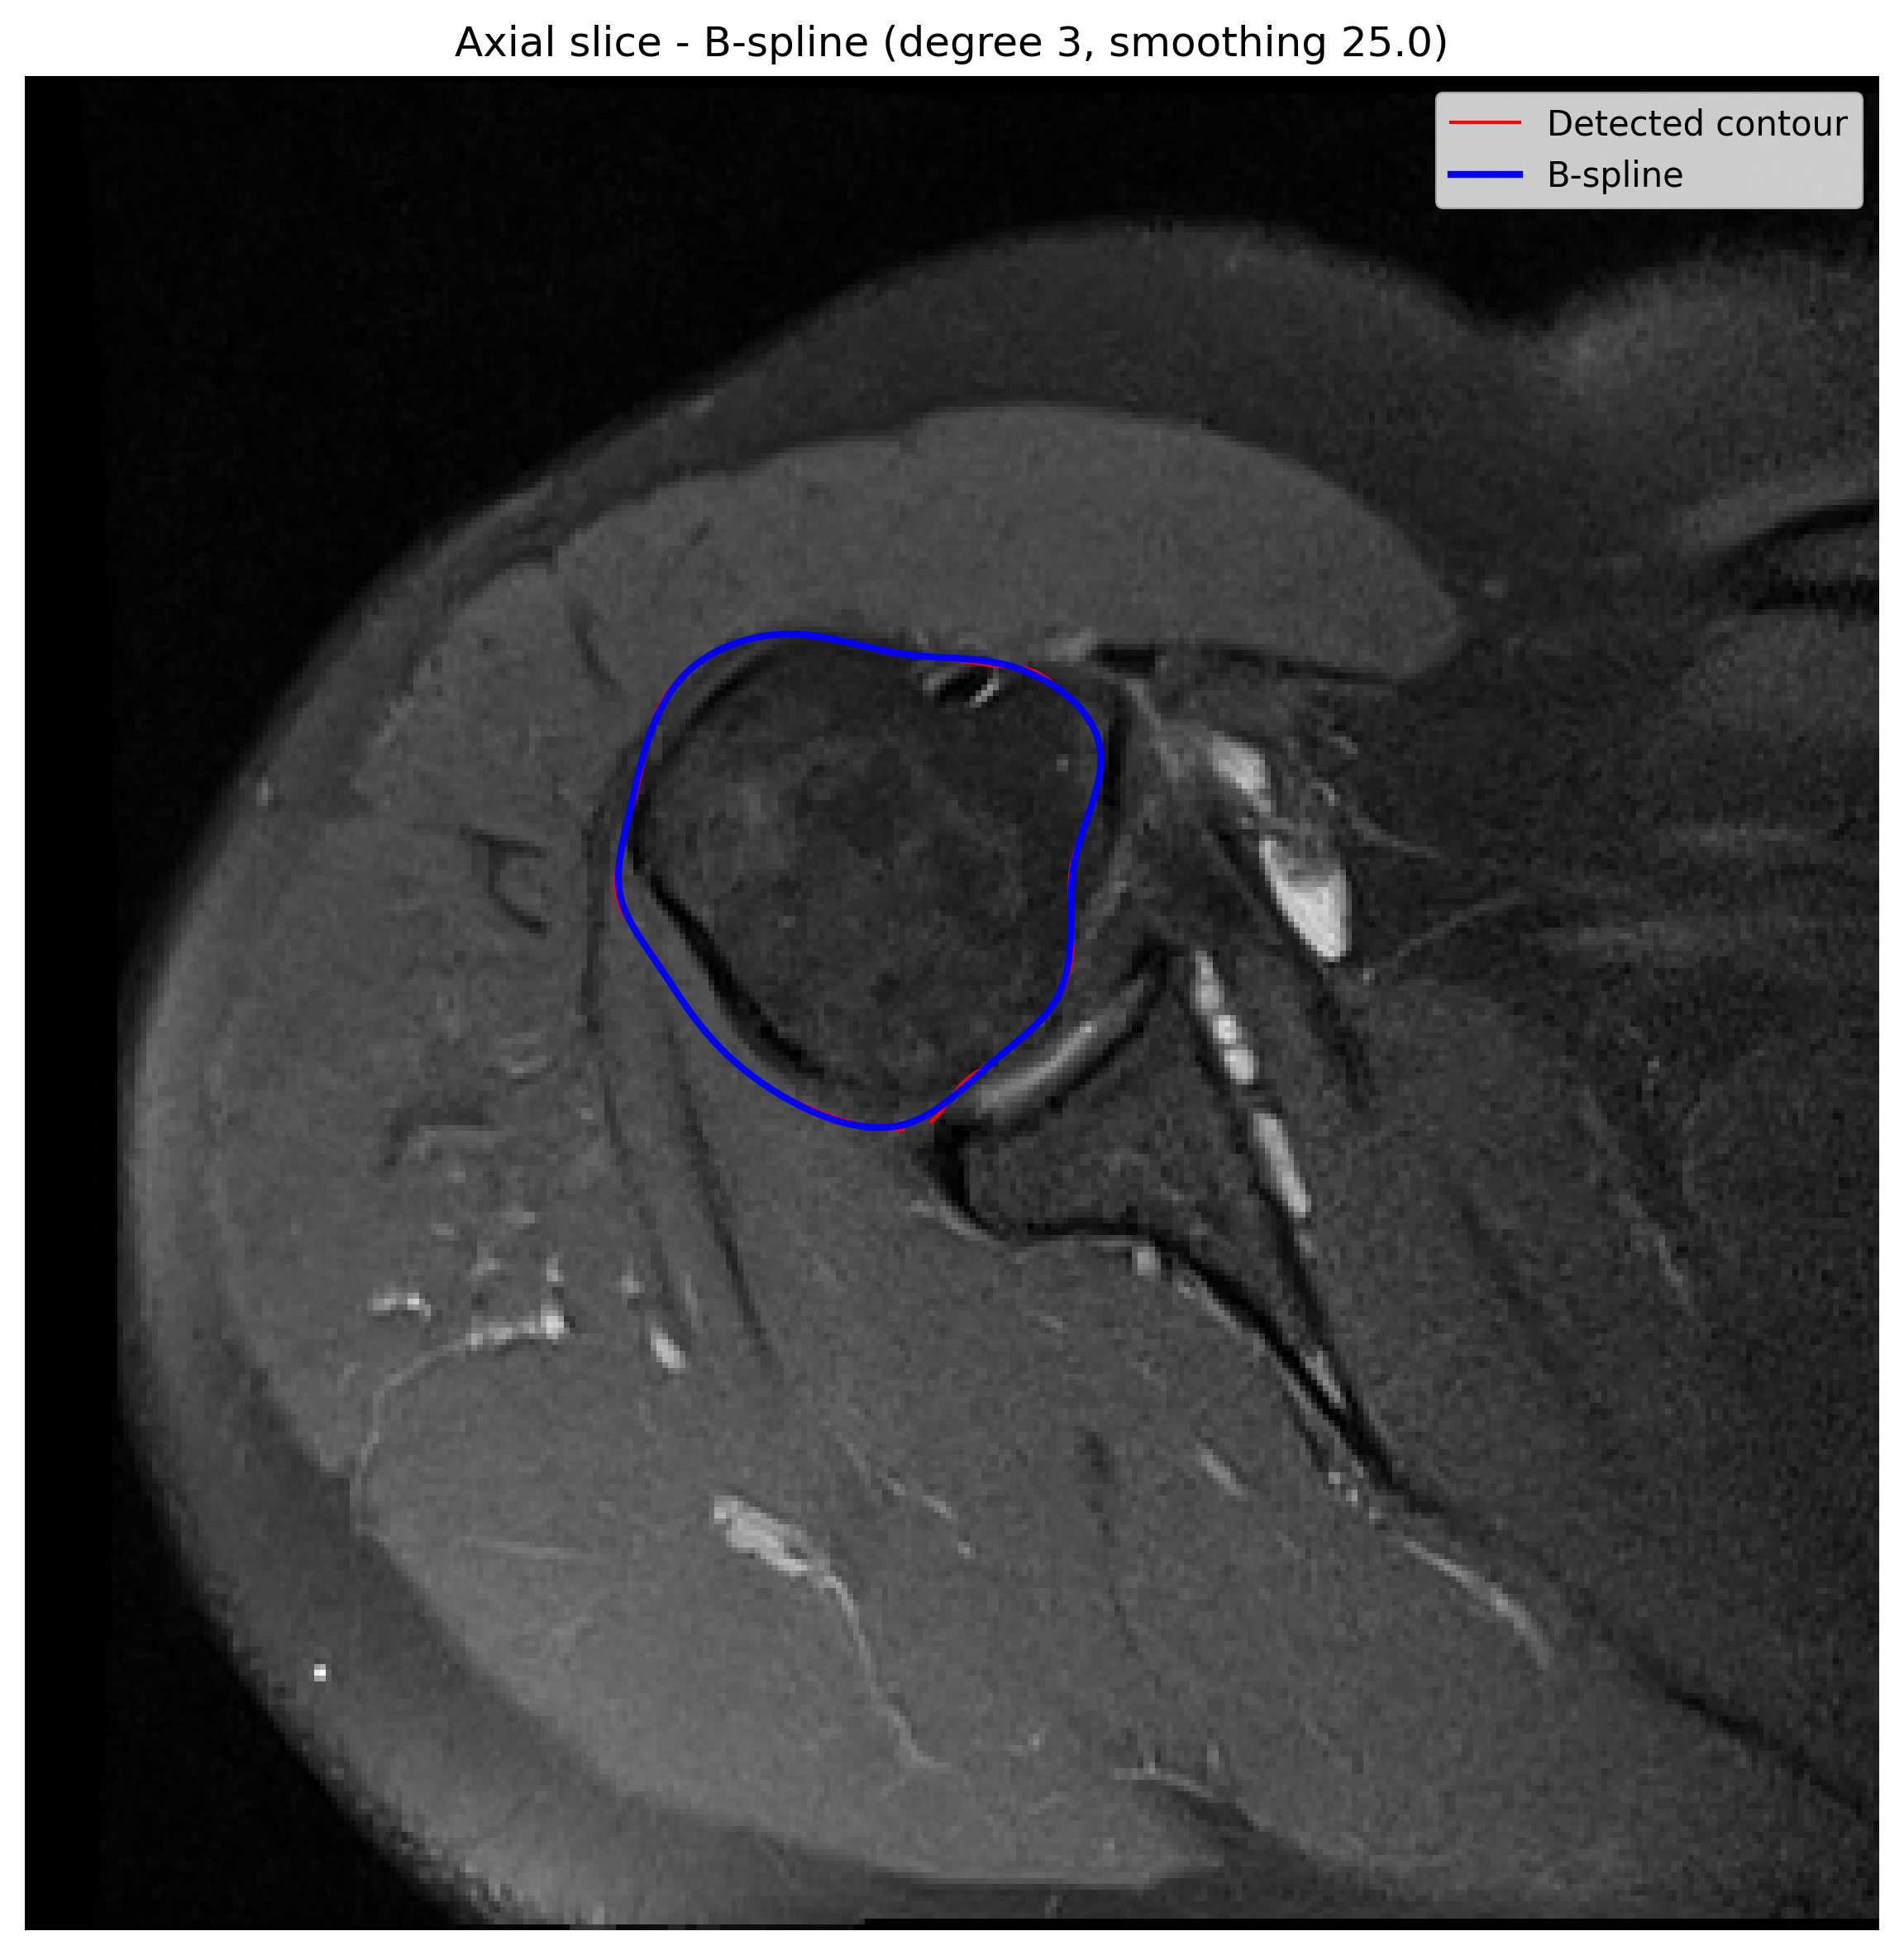 Axial slice - B-spline (degree 3, smoothing 25.0)
Detected contour
B-spline